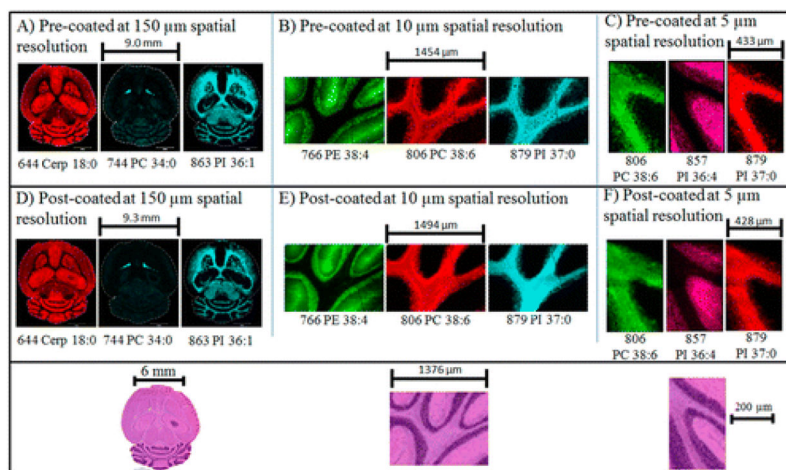 A) Pre-coated at 150 µm spatial
resolution
9.0 mm
644 Cerp 18:0 744 PC 34:0 863 PI 36:1
B) Pre-coated at 10 µm spatial resolution
1454 µm
766 PE 38:4 806 PC 38:6 879 PI 37:0
C) Pre-coated at 5 µm
spatial resolution
433 µm
806 857 879
PC 38:6 PI 36:4 PI 37:0
D) Post-coated at 150 µm spatial
resolution
9.3 mm
644 Cerp 18:0 744 PC 34:0 863 PI 36:1
E) Post-coated at 10 µm spatial resolution
1494 µm
766 PE 38:4 806 PC 38:6 879 PI 37:0
F) Post-coated at 5 µm
spatial resolution
428 µm
806 857 879
PC 38:6 PI 36:4 PI 37:0
6 mm
1376 µm
200 µm